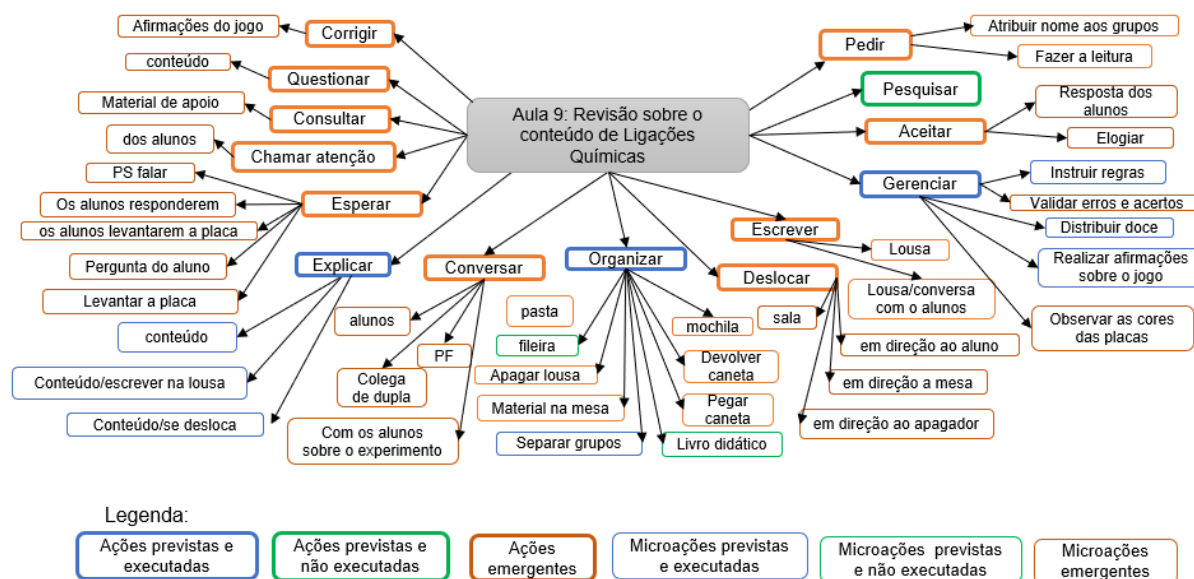 Aula 9: Revisão sobre o
conteúdo de Ligações
Químicas
Corrigir
Afirmações do jogo
Questionar
conteúdo
Consultar
Material de apoio
Chamar atenção
dos alunos
Esperar
PS falar
Os alunos responderem
os alunos levantarem a placa
Pergunta do aluno
Levantar a placa
Explicar
conteúdo
Conteúdo/escrever na lousa
Conteúdo/se desloca
Conversar
alunos
PF
Colega
de dupla
Com os alunos
sobre o experimento
Organizar
pasta
fileira
Apagar lousa
Material na mesa
Separar grupos
mochila
Devolver
caneta
Pegar
caneta
Livro didático
Deslocar
sala
em direção ao aluno
em direção a mesa
em direção ao apagador
Escrever
Lousa
Lousa/conversa
com o alunos
Pedir
Atribuir nome aos grupos
Fazer a leitura
Pesquisar
Aceitar
Resposta dos
alunos
Elogiar
Gerenciar
Instruir regras
Validar erros e acertos
Distribuir doce
Realizar afirmações
sobre o jogo
Observar as cores
das placas
Legenda:
Ações previstas e
executadas
Ações previstas e
não executadas
Ações
emergentes
Microações previstas
e executadas
Microações previstas
e não executadas
Microações
emergentes